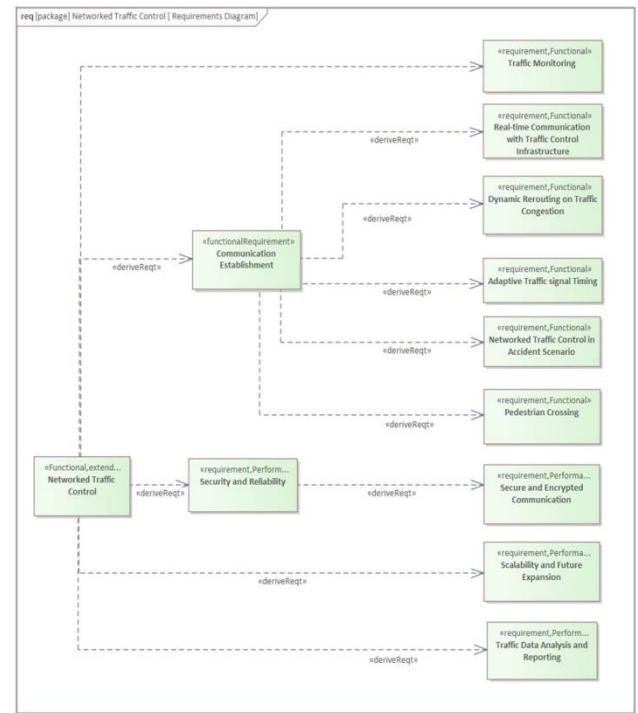 req [package] Networked Traffic Control [ Requirements Diagram]
«requirement,Functional»
Traffic Monitoring
«requirement,Functional»
Real-time Communication
with Traffic Control
Infrastructure
«deriveReqt»
«requirement,Functional»
Dynamic Rerouting on Traffic
Congestion
«deriveReqt»
«functionalRequirement»
Communication
Establishment
«deriveReqt»
«requirement,Functional»
Adaptive Traffic signal Timing
«deriveReqt»
«requirement,Functional»
Networked Traffic Control in
Accident Scenario
«deriveReqt»
«requirement,Functional»
Pedestrian Crossing
«deriveReqt»
«Functional,extend...
Networked Traffic
Control
«deriveReqt»
«requirement,Perform...
Security and Reliability
«deriveReqt»
«requirement,Performa...
Secure and Encrypted
Communication
«requirement,Performa...
Scalability and Future
Expansion
«deriveReqt»
«requirement,Perform...
Traffic Data Analysis and
Reporting
«deriveReqt»